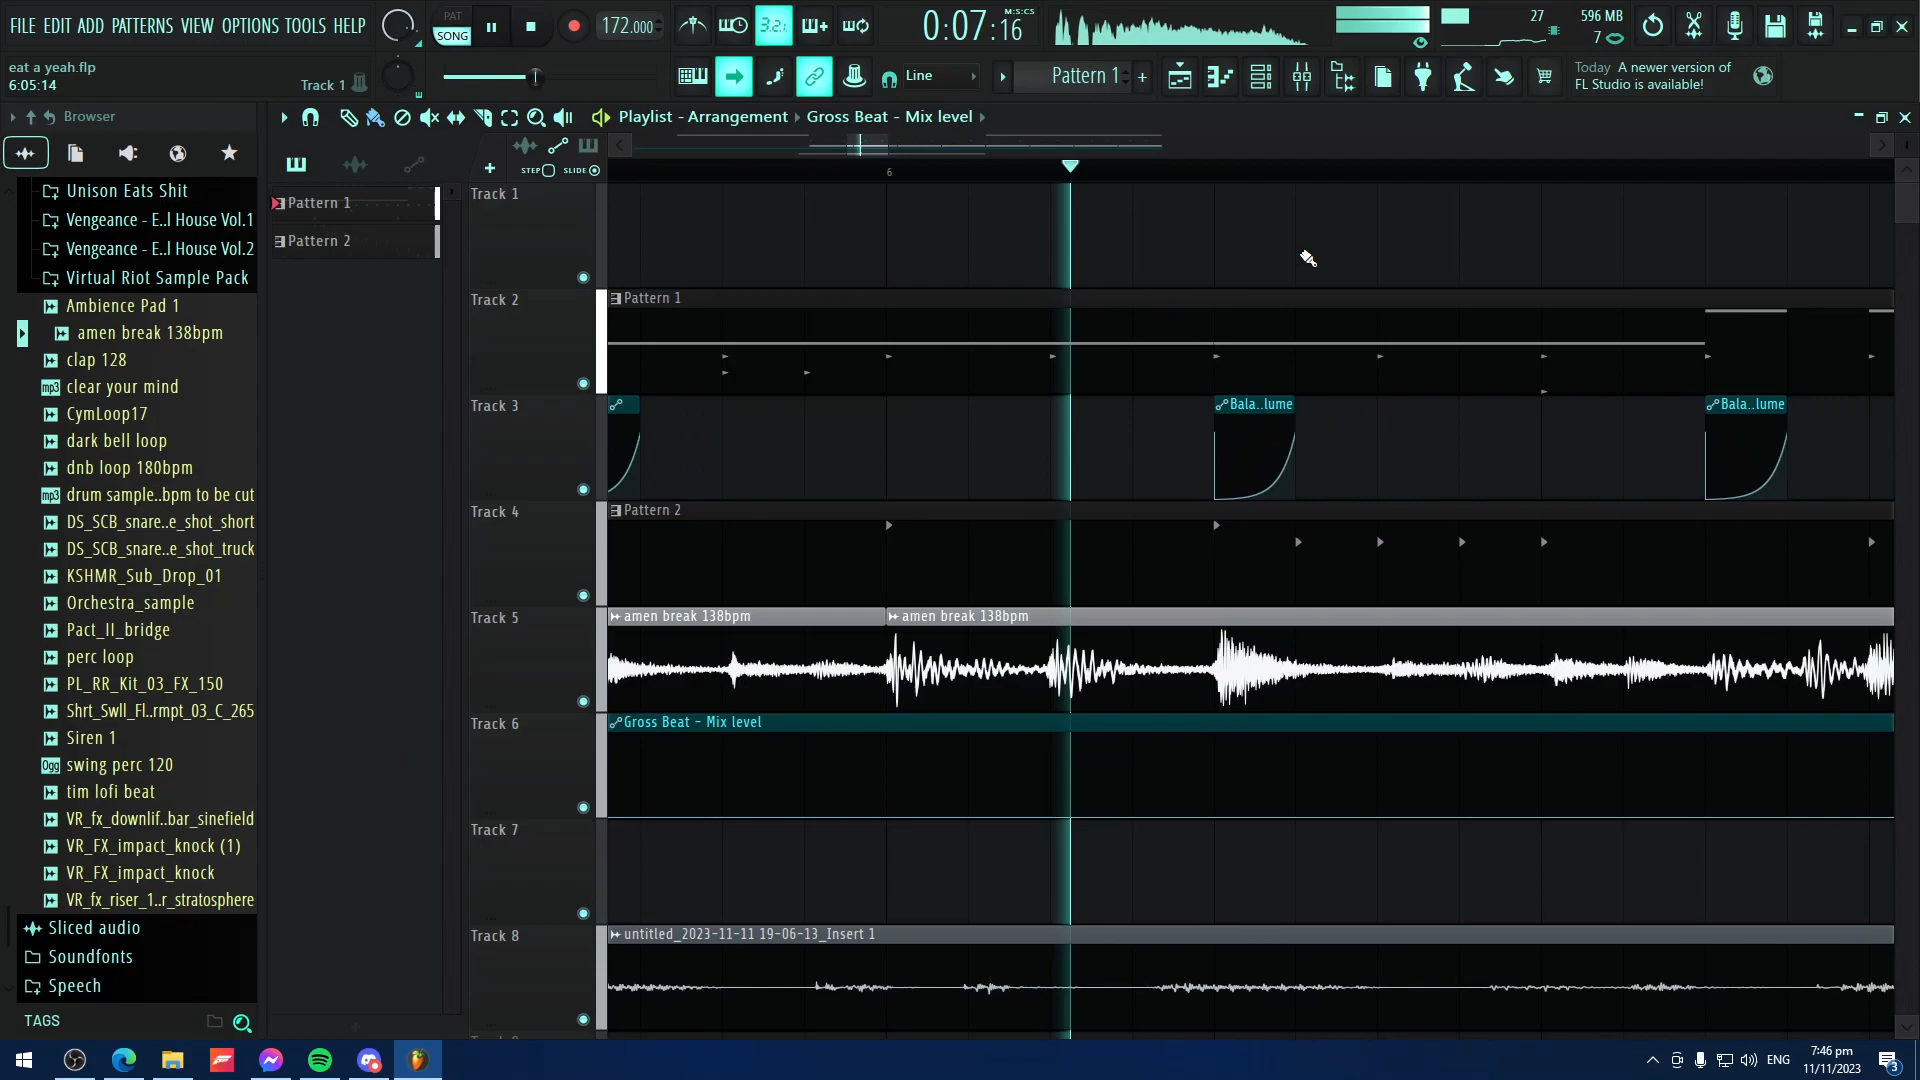 FILE EDIT ADD PATTERNS VIEW OPTIONS TOOLS HELP
PAT
SONG
172.000
3.2.
0:07:16
M:S:CS
27
596 MB
7
eat a yeah.flp
6:05:14
Track 1
Line
Pattern 1
+
Today A newer version of
FL Studio is available!
Browser
Playlist - Arrangement › Gross Beat - Mix level ›
STEP
SLIDE
6
Unison Eats Shit
Vengeance - E..l House Vol.1
Vengeance - E..l House Vol.2
Virtual Riot Sample Pack
Ambience Pad 1
amen break 138bpm
clap 128
mp3 clear your mind
CymLoop17
dark bell loop
dnb loop 180bpm
mp3 drum sample..bpm to be cut
DS_SCB_snare..e_shot_short
DS_SCB_snare..e_shot_truck
KSHMR_Sub_Drop_01
Orchestra_sample
Pact_II_bridge
perc loop
PL_RR_Kit_03_FX_150
Shrt_Swll_Fl..rmpt_03_C_265
Siren 1
Ogg swing perc 120
tim lofi beat
VR_fx_downlif..bar_sinefield
VR_FX_impact_knock (1)
VR_FX_impact_knock
VR_fx_riser_1..r_stratosphere
Sliced audio
Soundfonts
Speech
TAGS
Pattern 1
Pattern 2
Track 1
Track 2
Pattern 1
Track 3
Bala..lume
Bala..lume
Track 4
Pattern 2
Track 5
amen break 138bpm
amen break 138bpm
Track 6
Gross Beat - Mix level
Track 7
Track 8
untitled_2023-11-11 19-06-13_Insert 1
ENG
7:46 pm
11/11/2023
3